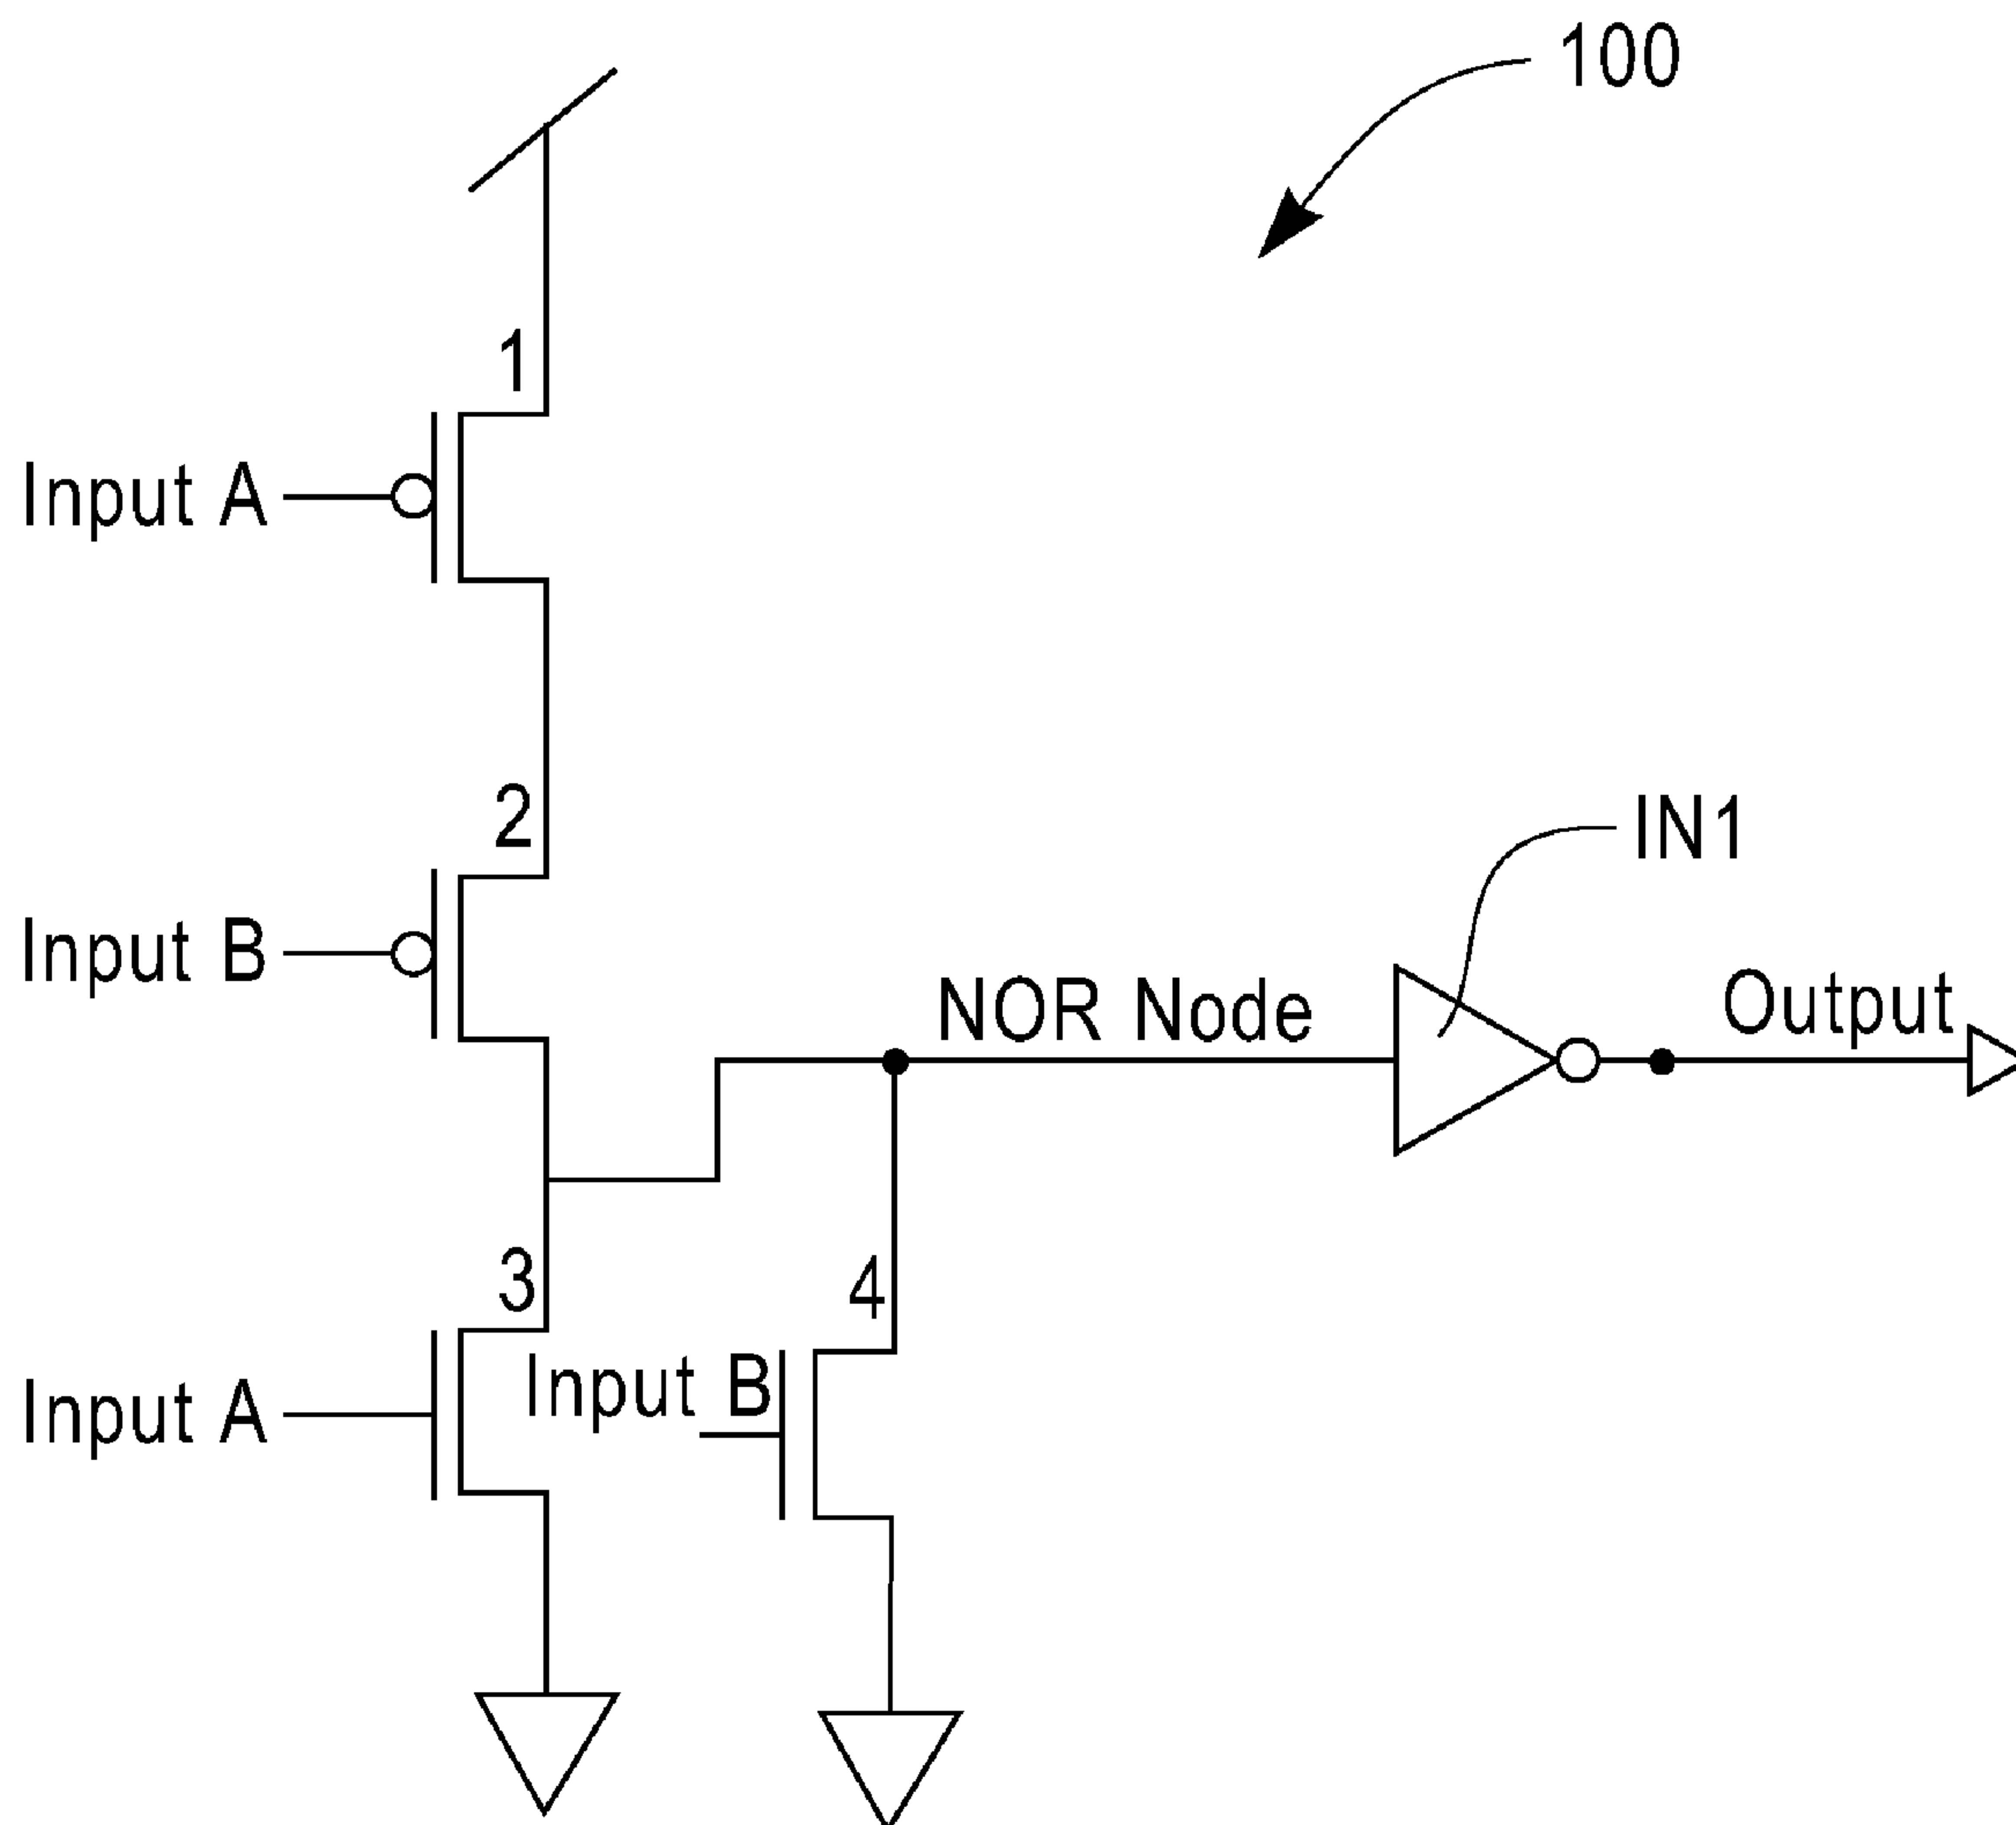 100
1
Input A
2
Input B
IN1
NOR Node
Output
3
4
Input B
Input A